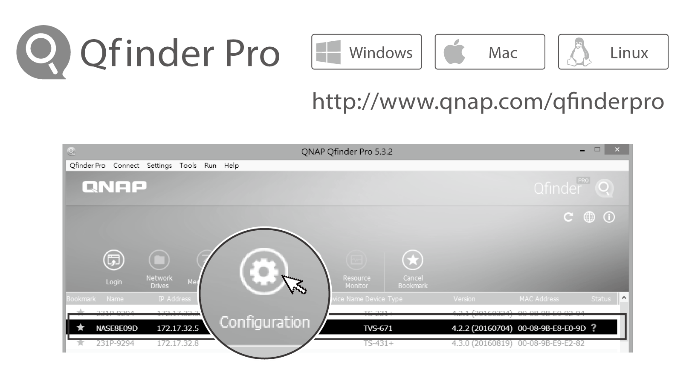 Qfinder Pro
Windows
Mac
Linux
http://www.qnap.com/qfinderpro
QNAP Qfinder Pro 5.3.2
Qfinder Pro Connect Settings Tools Run Help
QNAP
Qfinder PRO
Login
Network Drives
Resource Monitor
Cancel Bookmark
Configuration
Bookmark Name IP Address Device Type Version MAC Address Status
231P-9294
NASE8E09D 172.17.32.5 TVS-671 4.2.2 (20160704) 00-08-9B-E8-E0-9D ?
231P-9294 172.17.32.8 TS-431+ 4.3.0 (20160819) 00-08-9B-E9-E2-82